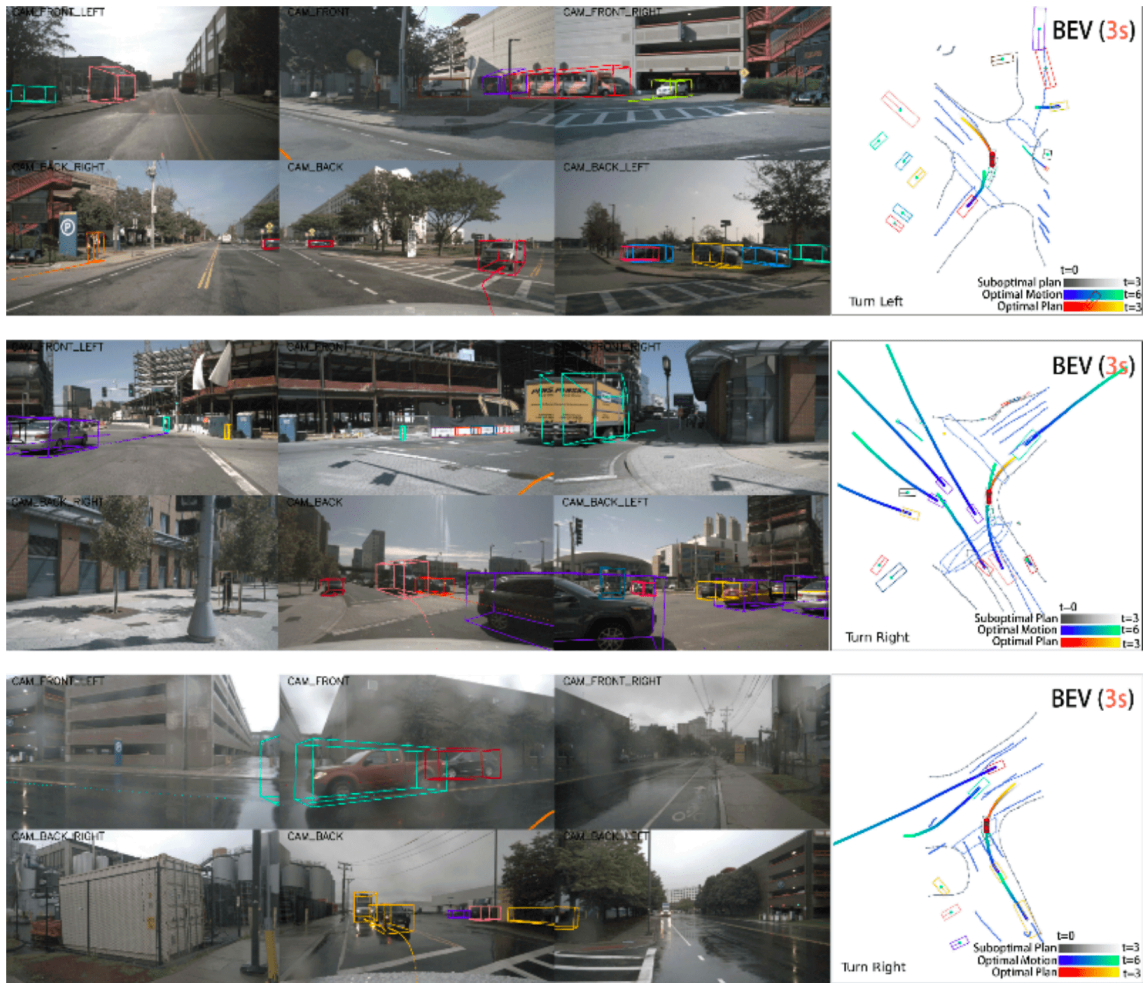 CAM_FRONT_LEFT
CAM_FRONT
CAM_FRONT_RIGHT
BEV (3s)
CAM_BACK_RIGHT
CAM_BACK
CAM_BACK_LEFT
P
t=0
Suboptimal plan t=3
Optimal Motion t=6
Optimal Plan t=3
Turn Left
CAM_FRONT_LEFT
CAM_FRONT
FRONT_RIGHT
BEV (3s)
CAM_BACK_RIGHT
CAM_BACK
CAM_BACK_LEFT
t=0
Suboptimal Plan t=3
Optimal Motion t=6
Optimal Plan t=3
Turn Right
CAM_FRONT_LEFT
CAM_FRONT
CAM_FRONT_RIGHT
BEV (3s)
CAM_BACK_RIGHT
CAM_BACK
CAM_BACK_LEFT
t=0
Suboptimal Plan t=3
Optimal Motion t=6
Optimal Plan t=3
Turn Right